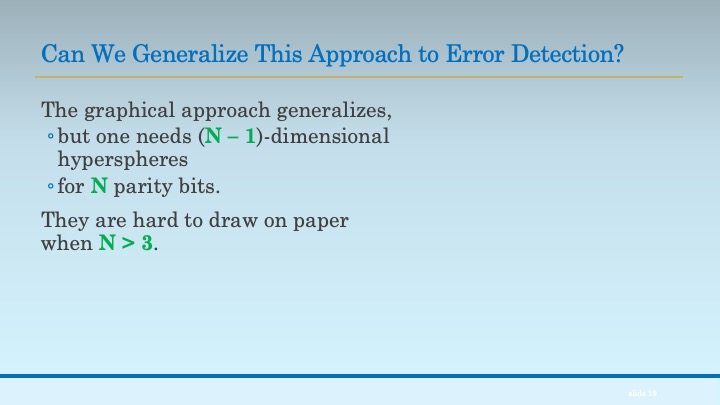 Can We Generalize This Approach to Error Detection?
The graphical approach generalizes,
◦ but one needs (N – 1)-dimensional
hyperspheres
◦ for N parity bits.
They are hard to draw on paper
when N > 3.
slide